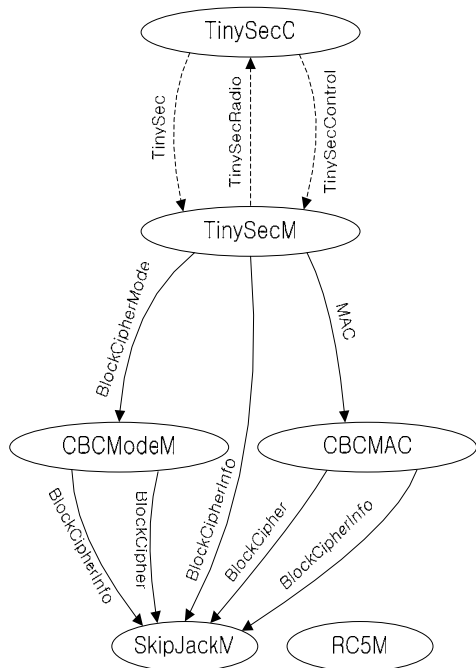 TinySecC
TinySec
TinySecRadio
TinySecControl
TinySecM
BlockCipherMode
BlockCipherInfo
MAC
CBCModeM
CBCMAC
BlockCipherInfo
BlockCipher
BlockCipher
BlockCipherInfo
SkipJackM
RC5M